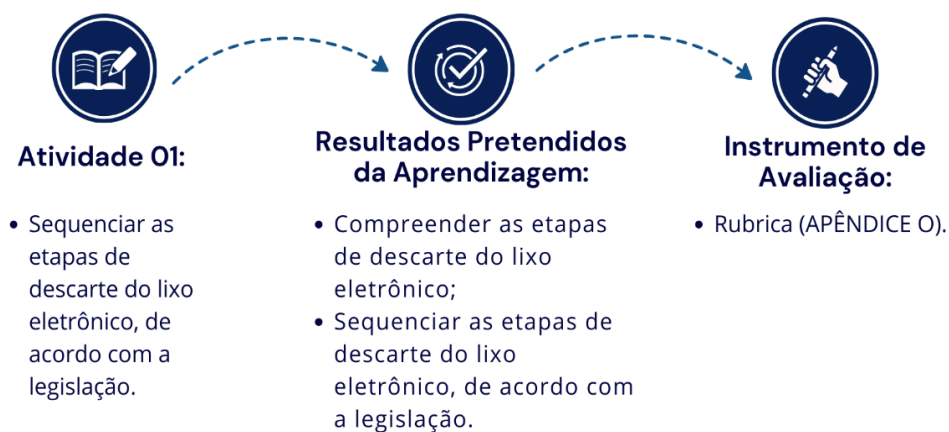 Atividade 01:
• Sequenciar as
etapas de
descarte do lixo
eletrônico, de
acordo com a
legislação.
Resultados Pretendidos
da Aprendizagem:
• Compreender as etapas
de descarte do lixo
eletrônico;
• Sequenciar as etapas de
descarte do lixo
eletrônico, de acordo com
a legislação.
Instrumento de
Avaliação:
• Rubrica (APÊNDICE O).